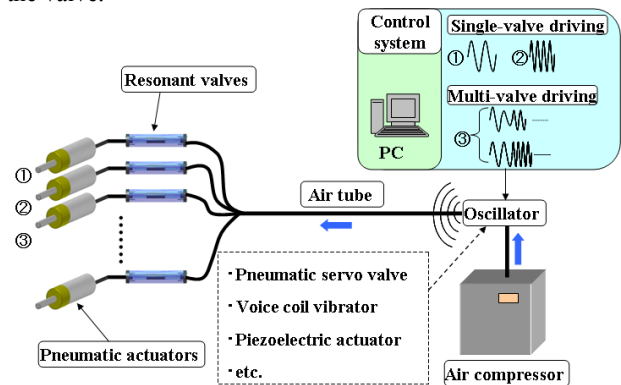 the valve.
Control system
Single-valve driving
① ②
Multi-valve driving
③
PC
Resonant valves
①
②
③
Air tube
Oscillator
・Pneumatic servo valve
・Voice coil vibrator
・Piezoelectric actuator
・etc.
Pneumatic actuators
Air compressor